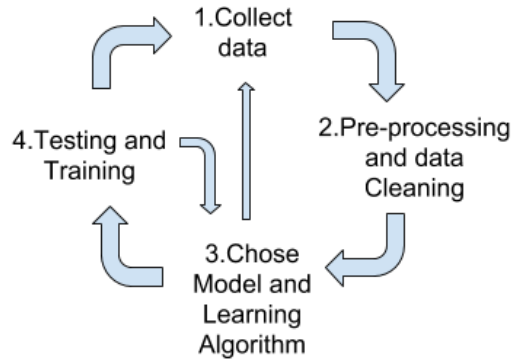 1.Collect
data
2.Pre-processing
and data
Cleaning
3.Chose
Model and
Learning
Algorithm
4.Testing and
Training